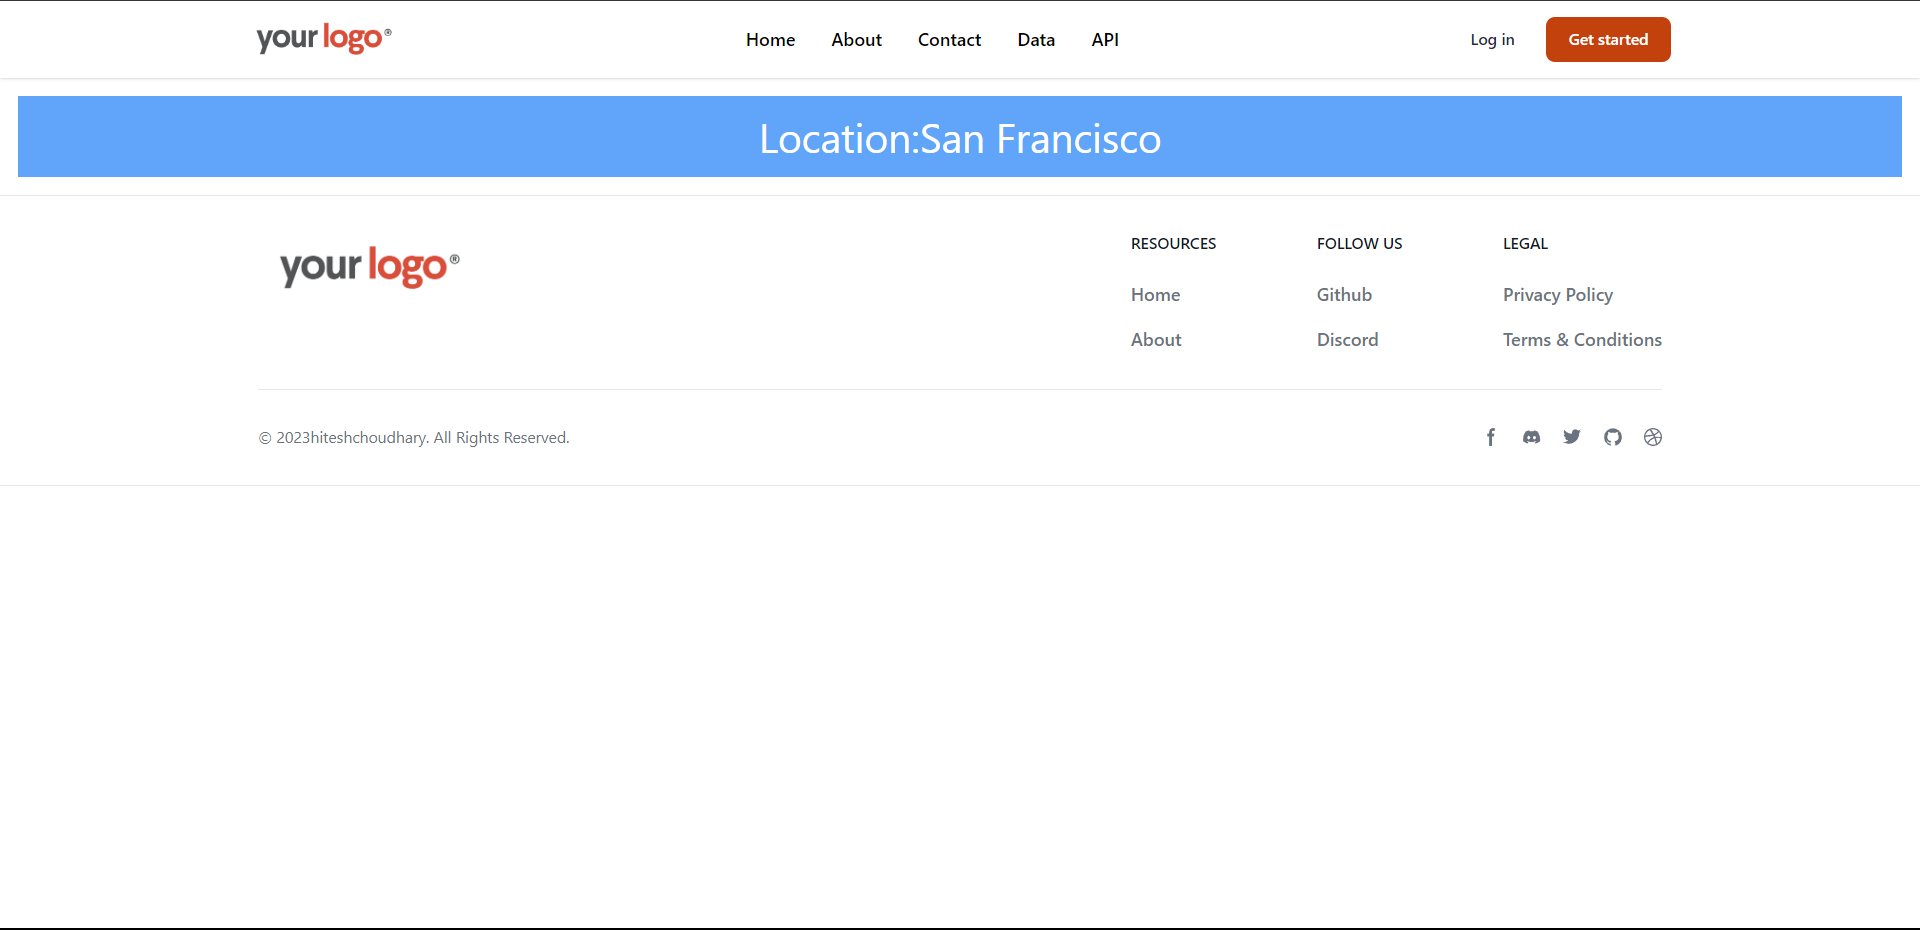 your logo®
Home About Contact Data API
Log in Get started
Location:San Francisco
your logo®
RESOURCES
Home
About
FOLLOW US
Github
Discord
LEGAL
Privacy Policy
Terms & Conditions
© 2023hiteshchoudhary. All Rights Reserved.